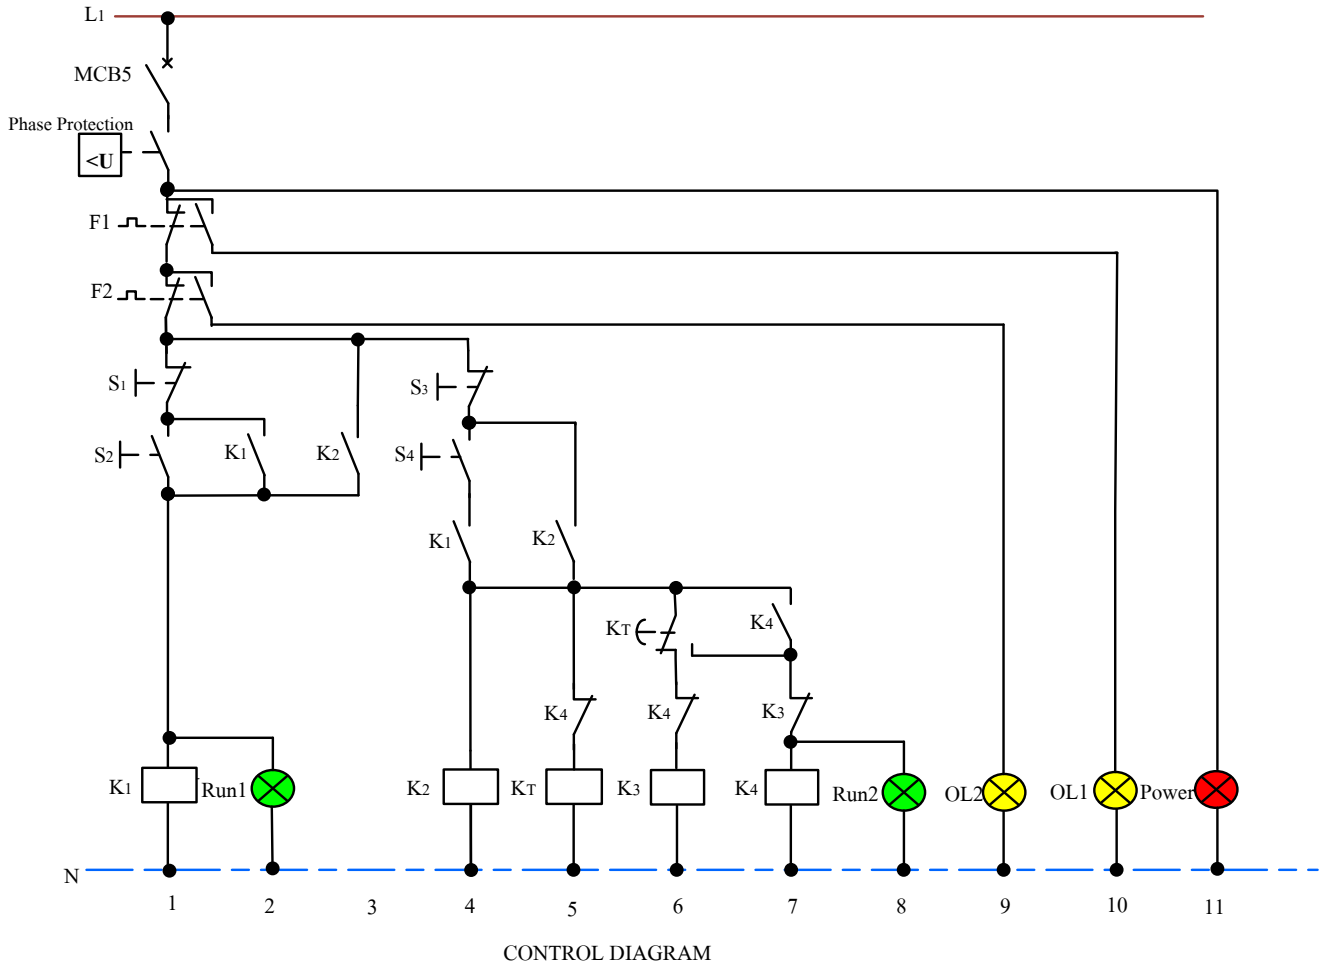 L1
MCB5
Phase Protection
<U
F1
F2
S1
S3
S2
K1
K2
S4
K1
K2
KT
K4
K4
K4
K3
K1
Run1
K2
KT
K3
K4
Run2
OL2
OL1
Power
N
1 2 3 4 5 6 7 8 9 10 11
CONTROL DIAGRAM